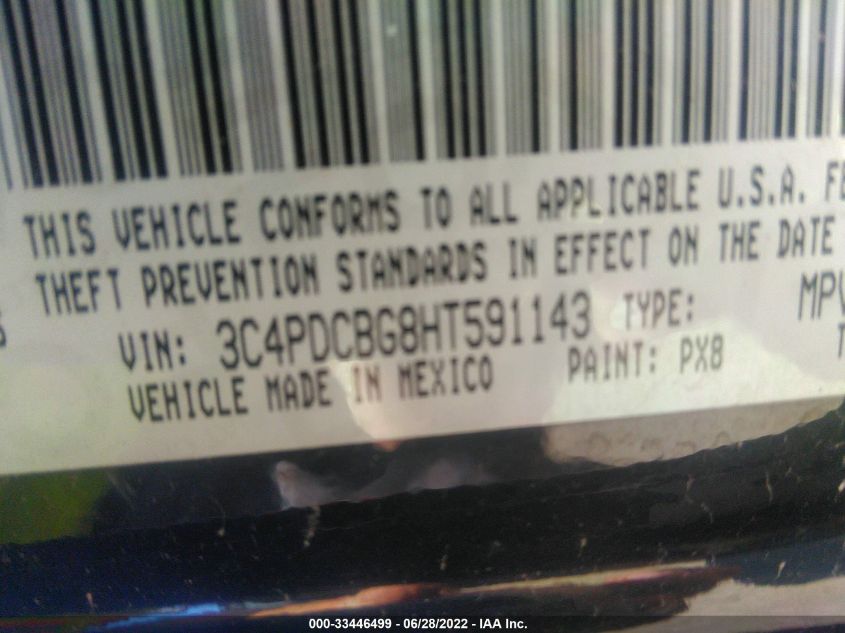 THIS VEHICLE CONFORMS TO ALL APPLICABLE U.S.A. FE
THEFT PREVENTION STANDARDS IN EFFECT ON THE DATE
VIN: 3C4PDCBG8HT591143 TYPE: MPV
VEHICLE MADE IN MEXICO PAINT: PX8
000-33446499 - 06/28/2022 - IAA Inc.